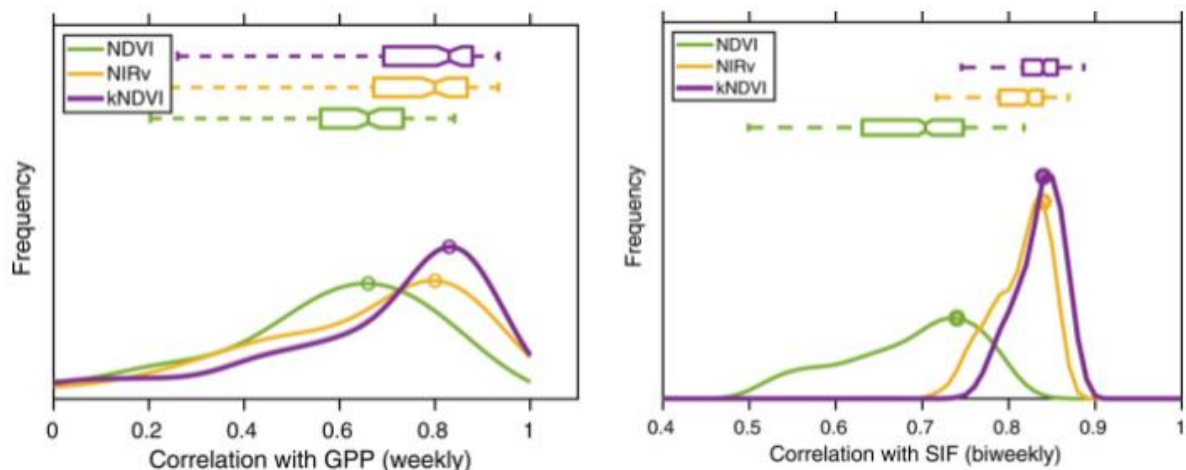 NDVI
NIRv
kNDVI
Frequency
0 0.2 0.4 0.6 0.8 1
Correlation with GPP (weekly)
NDVI
NIRv
kNDVI
Frequency
0.4 0.5 0.6 0.7 0.8 0.9 1
Correlation with SIF (biweekly)